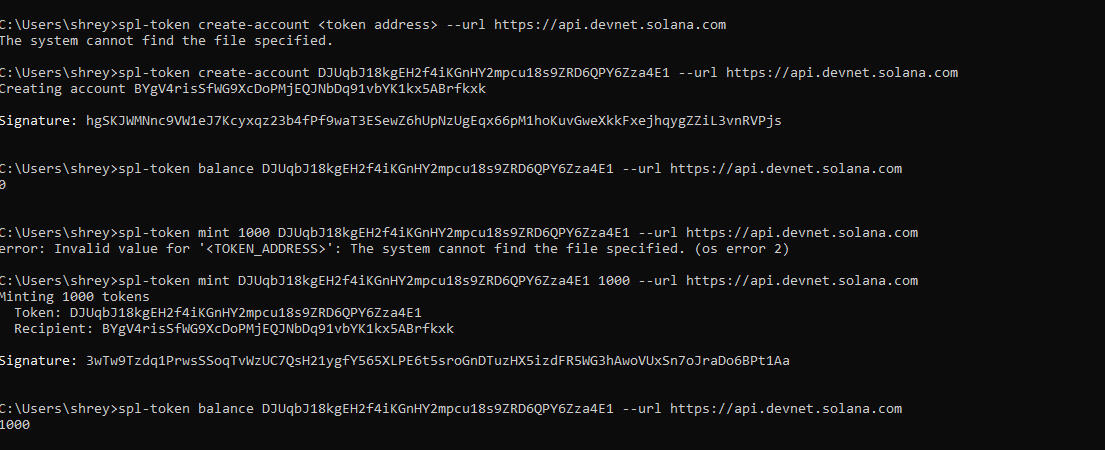 C:\Users\shrey>spl-token create-account <token address> --url https://api.devnet.solana.com
The system cannot find the file specified.
C:\Users\shrey>spl-token create-account DJUqbJ18kgEH2f4iKGnHY2mpcu18s9ZRD6QPY6Zza4E1 --url https://api.devnet.solana.com
Creating account BYgV4risSfWG9XcDoPMjEQJNbDq91vbYK1kx5ABrfkxk
Signature: hgSKJWMNnc9VW1eJ7Kcyxqz23b4fPf9waT3ESewZ6hUpNzUgEqx66pM1hoKuvGweXkkFxejhqygZZiL3vnRVPjs
C:\Users\shrey>spl-token balance DJUqbJ18kgEH2f4iKGnHY2mpcu18s9ZRD6QPY6Zza4E1 --url https://api.devnet.solana.com
0
C:\Users\shrey>spl-token mint 1000 DJUqbJ18kgEH2f4iKGnHY2mpcu18s9ZRD6QPY6Zza4E1 --url https://api.devnet.solana.com
error: Invalid value for '<TOKEN_ADDRESS>': The system cannot find the file specified. (os error 2)
C:\Users\shrey>spl-token mint DJUqbJ18kgEH2f4iKGnHY2mpcu18s9ZRD6QPY6Zza4E1 1000 --url https://api.devnet.solana.com
Minting 1000 tokens
Token: DJUqbJ18kgEH2f4iKGnHY2mpcu18s9ZRD6QPY6Zza4E1
Recipient: BYgV4risSfWG9XcDoPMjEQJNbDq91vbYK1kx5ABrfkxk
Signature: 3wTw9Tzdq1PrwsSSoqTvWzUC7QsH21ygfY565XLPE6t5sroGnDTuzHX5izdFR5WG3hAwoVUxSn7oJraDo6BPt1Aa
C:\Users\shrey>spl-token balance DJUqbJ18kgEH2f4iKGnHY2mpcu18s9ZRD6QPY6Zza4E1 --url https://api.devnet.solana.com
1000